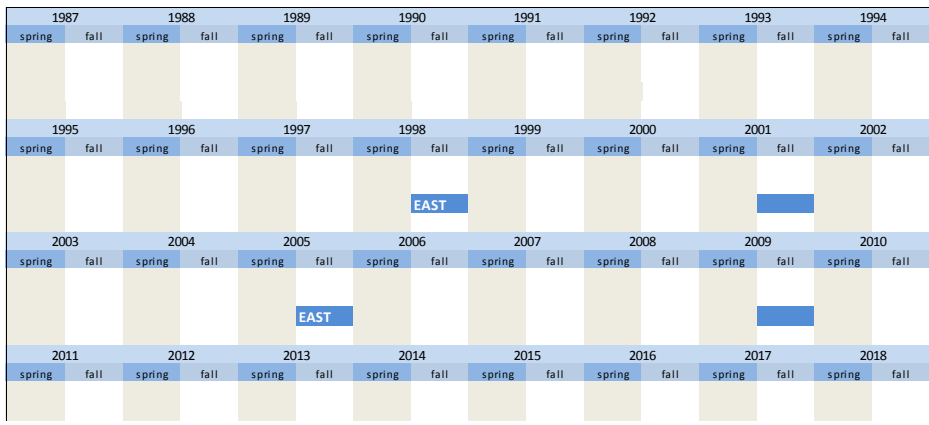 1987 1988 1989 1990 1991 1992 1993 1994
spring fall spring fall spring fall spring fall spring fall spring fall spring fall spring fall
1995 1996 1997 1998 1999 2000 2001 2002
spring fall spring fall spring fall spring fall spring fall spring fall spring fall spring fall
EAST
2003 2004 2005 2006 2007 2008 2009 2010
spring fall spring fall spring fall spring fall spring fall spring fall spring fall spring fall
EAST
2011 2012 2013 2014 2015 2016 2017 2018
spring fall spring fall spring fall spring fall spring fall spring fall spring fall spring fall